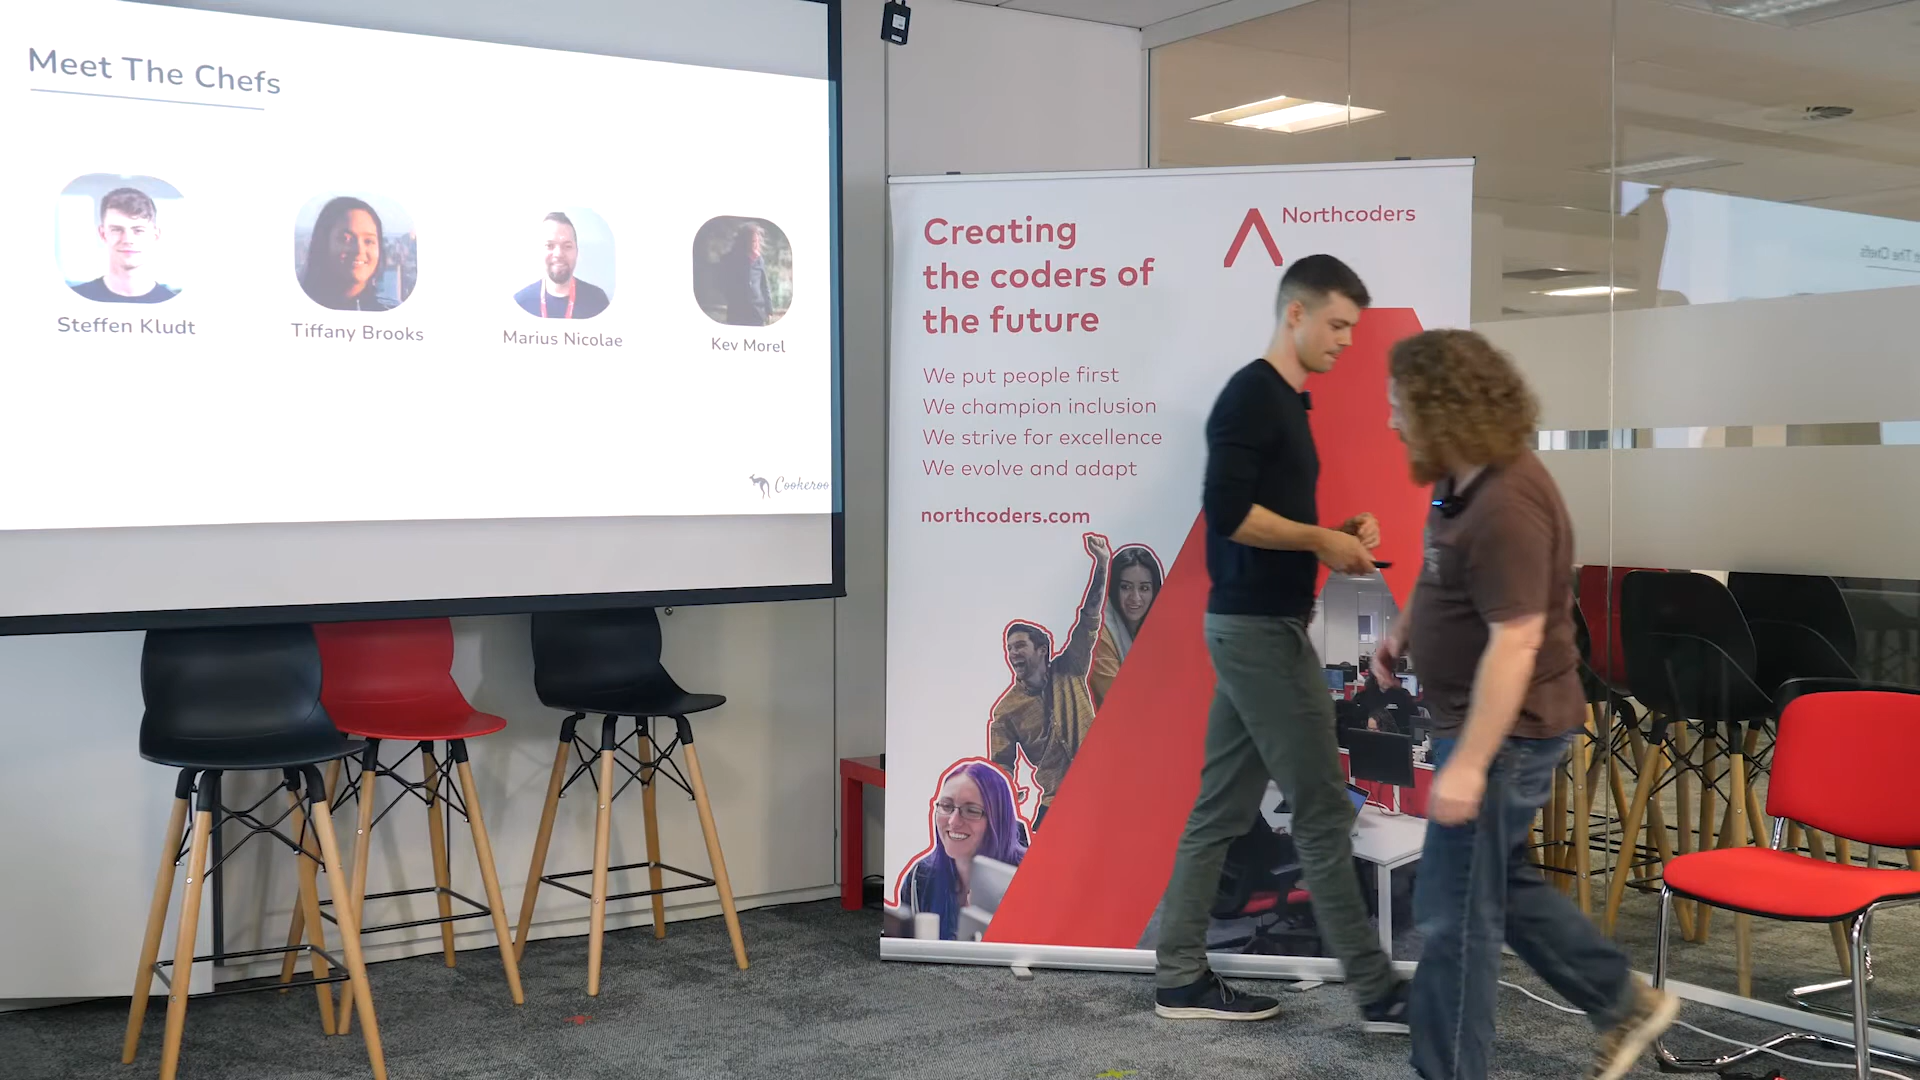 Meet The Chefs
Steffen Kludt
Tiffany Brooks
Marius Nicolae
Kev Morel
Cookeroo
Creating
the coders of
the future
Northcoders
We put people first
We champion inclusion
We strive for excellence
We evolve and adapt
northcoders.com